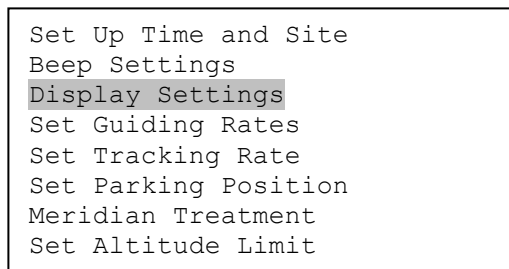 Set Up Time and Site
Beep Settings
Display Settings
Set Guiding Rates
Set Tracking Rate
Set Parking Position
Meridian Treatment
Set Altitude Limit